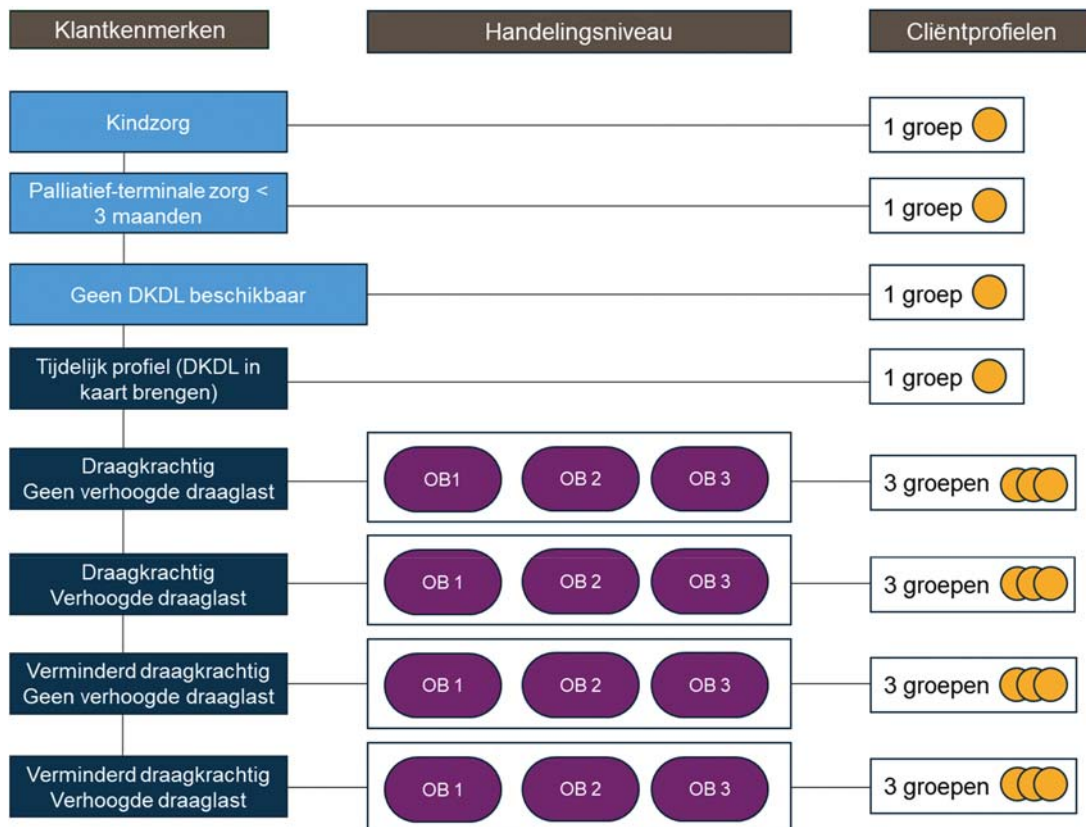 Klantkenmerken
Handelingsniveau
Cliëntprofielen
Kindzorg
1 groep
Palliatief-terminale zorg <
3 maanden
1 groep
Geen DKDL beschikbaar
1 groep
Tijdelijk profiel (DKDL in
kaart brengen)
1 groep
Draagkrachtig
Geen verhoogde draaglast
OB1
OB 2
OB 3
3 groepen
Draagkrachtig
Verhoogde draaglast
OB 1
OB 2
OB 3
3 groepen
Verminderd draagkrachtig
Geen verhoogde draaglast
OB 1
OB 2
OB 3
3 groepen
Verminderd draagkrachtig
Verhoogde draaglast
OB 1
OB 2
OB 3
3 groepen